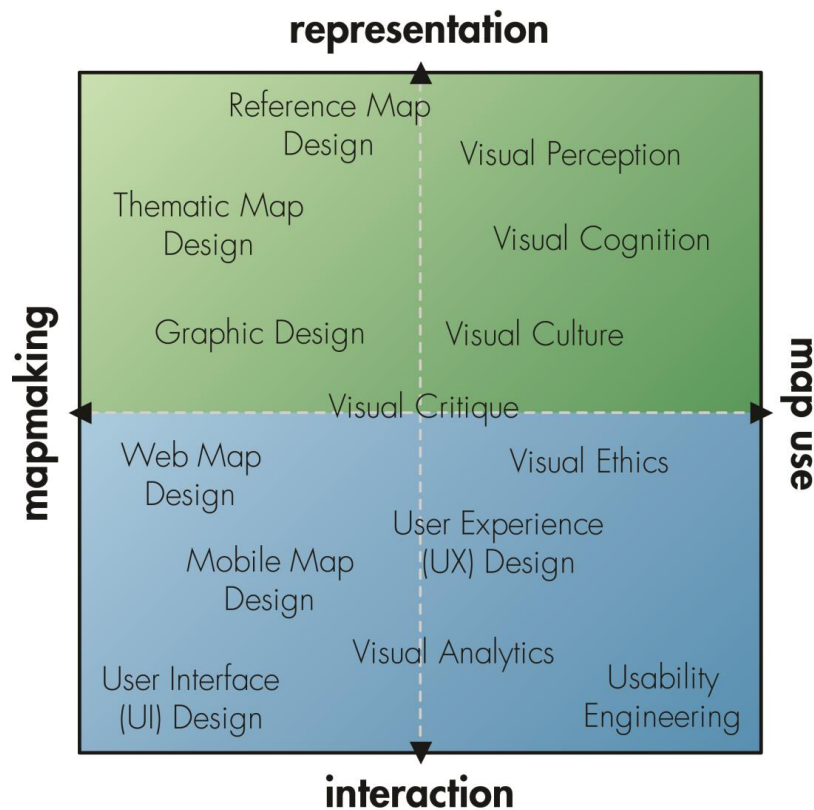 representation
Reference Map
Design
Visual Perception
Thematic Map
Design
Visual Cognition
Graphic Design
Visual Culture
mapmaking
map use
Visual Critique
Web Map
Design
Visual Ethics
User Experience
(UX) Design
Mobile Map
Design
Visual Analytics
User Interface
(UI) Design
Usability
Engineering
interaction